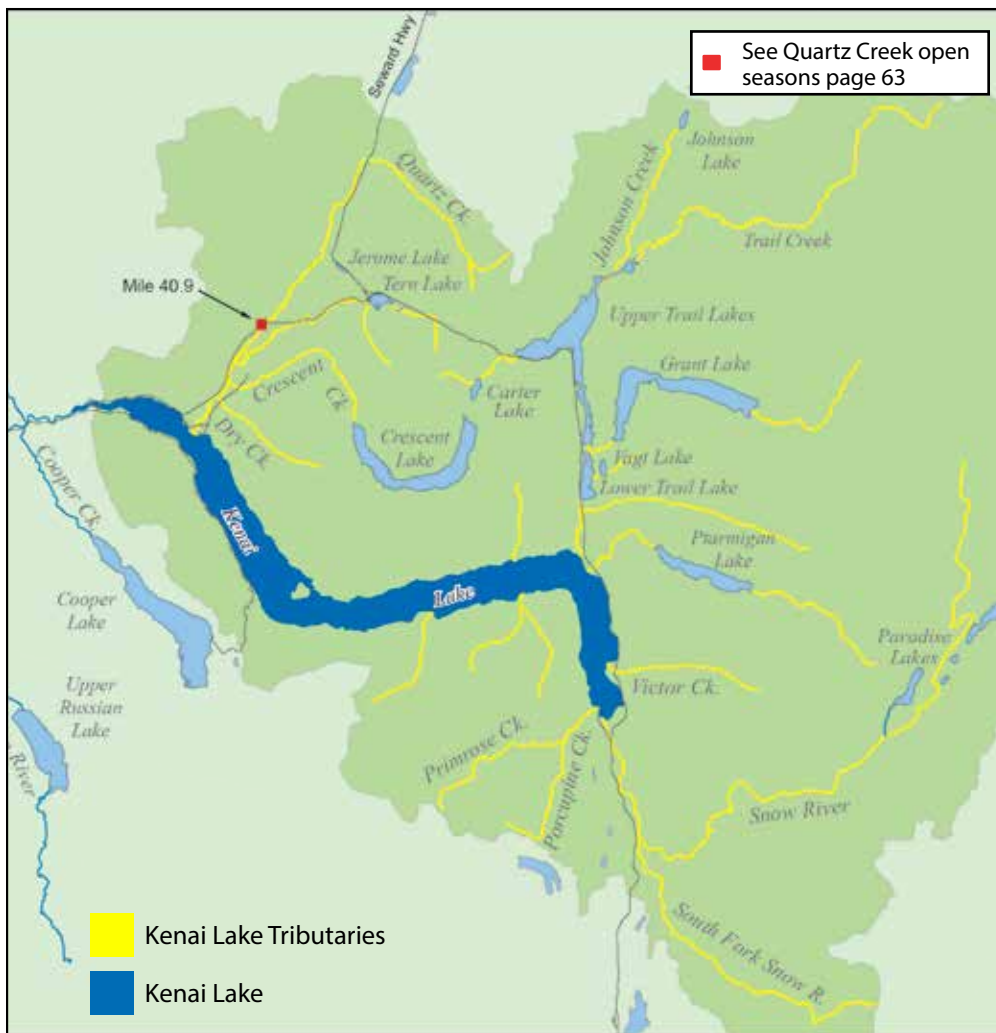 Seward Hwy
See Quartz Creek open
seasons page 63
Johnson
Lake
Johnson Creek
Quartz Ck.
Trail Creek
Jerome Lake
Tern Lake
Mile 40.9
Upper Trail Lakes
Grant Lake
Crescent
Ck
Carter
Lake
Crescent
Lake
Dry Ck.
Vagt Lake
Lower Trail Lake
Cooper Ck.
Kenai
Lake
Ptarmigan
Lake
Cooper
Lake
Paradise
Lakes
Upper
Russian
Lake
Victor Ck.
River
Primrose Ck.
Porcupine Ck.
Snow River
South Fork Snow R.
Kenai Lake Tributaries
Kenai Lake